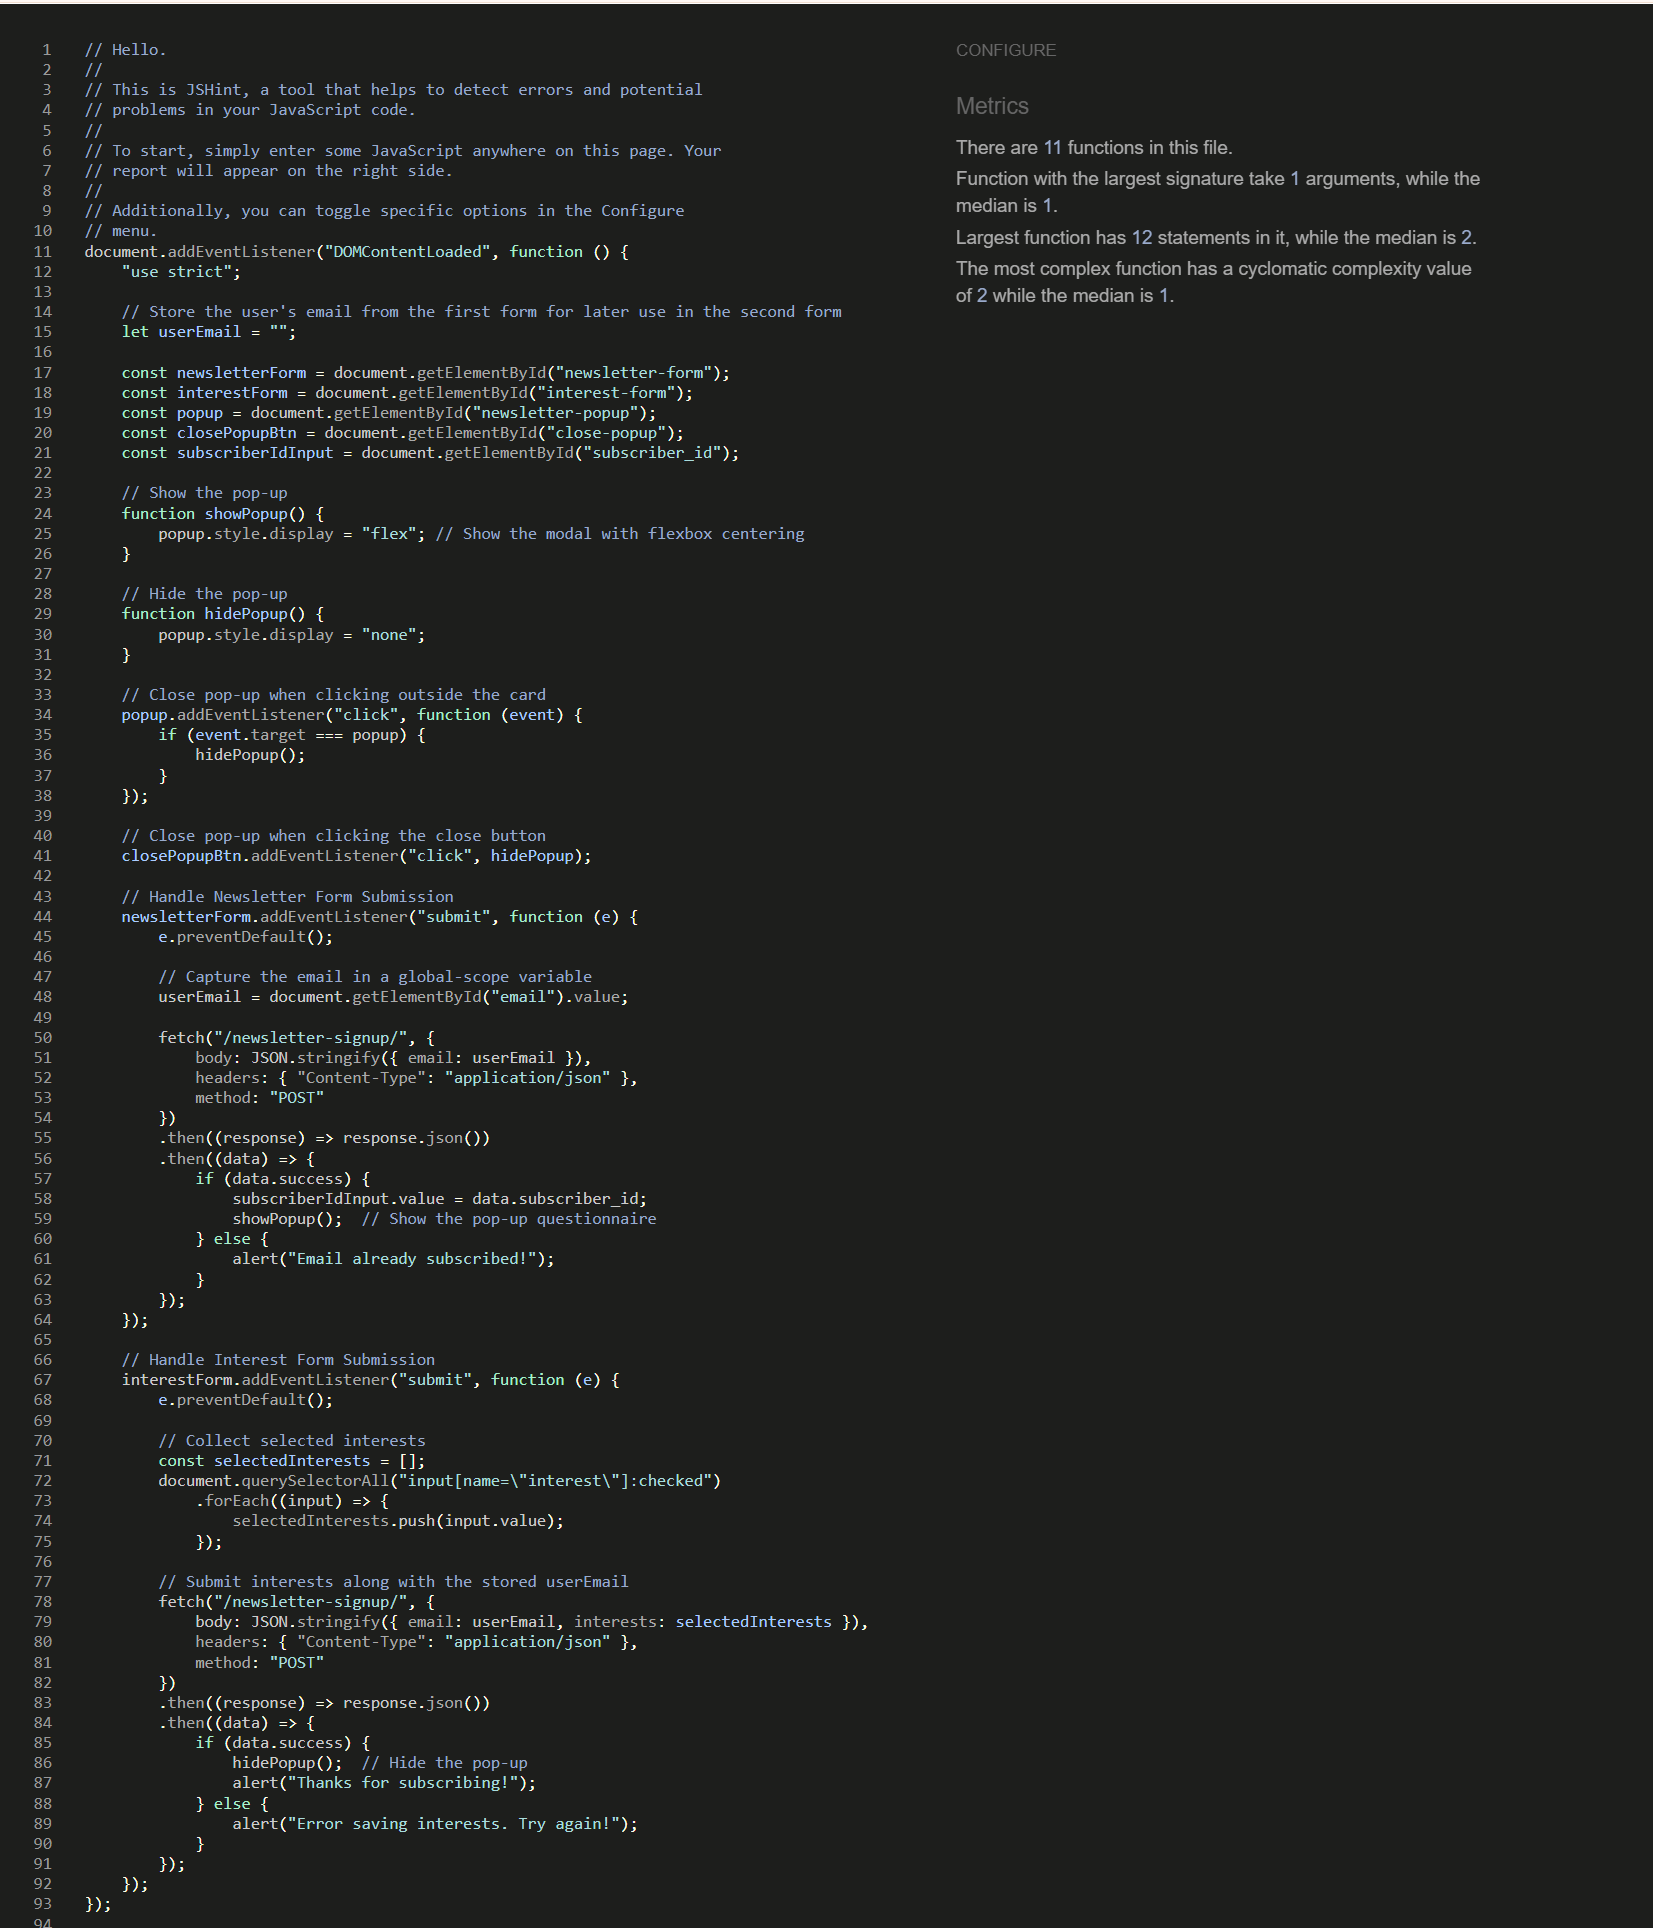 1 // Hello.
2 //
3 // This is JSHint, a tool that helps to detect errors and potential
4 // problems in your JavaScript code.
5 //
6 // To start, simply enter some JavaScript anywhere on this page. Your
7 // report will appear on the right side.
8 //
9 // Additionally, you can toggle specific options in the Configure
10 // menu.
11 document.addEventListener("DOMContentLoaded", function () {
12     "use strict";
13
14     // Store the user's email from the first form for later use in the second form
15     let userEmail = "";
16
17     const newsletterForm = document.getElementById("newsletter-form");
18     const interestForm = document.getElementById("interest-form");
19     const popup = document.getElementById("newsletter-popup");
20     const closePopupBtn = document.getElementById("close-popup");
21     const subscriberIdInput = document.getElementById("subscriber_id");
22
23     // Show the pop-up
24     function showPopup() {
25         popup.style.display = "flex"; // Show the modal with flexbox centering
26     }
27
28     // Hide the pop-up
29     function hidePopup() {
30         popup.style.display = "none";
31     }
32
33     // Close pop-up when clicking outside the card
34     popup.addEventListener("click", function (event) {
35         if (event.target === popup) {
36             hidePopup();
37         }
38     });
39
40     // Close pop-up when clicking the close button
41     closePopupBtn.addEventListener("click", hidePopup);
42
43     // Handle Newsletter Form Submission
44     newsletterForm.addEventListener("submit", function (e) {
45         e.preventDefault();
46
47         // Capture the email in a global-scope variable
48         userEmail = document.getElementById("email").value;
49
50         fetch("/newsletter-signup/", {
51             body: JSON.stringify({ email: userEmail }),
52             headers: { "Content-Type": "application/json" },
53             method: "POST"
54         })
55         .then((response) => response.json())
56         .then((data) => {
57             if (data.success) {
58                 subscriberIdInput.value = data.subscriber_id;
59                 showPopup();  // Show the pop-up questionnaire
60             } else {
61                 alert("Email already subscribed!");
62             }
63         });
64     });
65
66     // Handle Interest Form Submission
67     interestForm.addEventListener("submit", function (e) {
68         e.preventDefault();
69
70         // Collect selected interests
71         const selectedInterests = [];
72         document.querySelectorAll("input[name=\"interest\"]:checked")
73             .forEach((input) => {
74                 selectedInterests.push(input.value);
75             });
76
77         // Submit interests along with the stored userEmail
78         fetch("/newsletter-signup/", {
79             body: JSON.stringify({ email: userEmail, interests: selectedInterests }),
80             headers: { "Content-Type": "application/json" },
81             method: "POST"
82         })
83         .then((response) => response.json())
84         .then((data) => {
85             if (data.success) {
86                 hidePopup();  // Hide the pop-up
87                 alert("Thanks for subscribing!");
88             } else {
89                 alert("Error saving interests. Try again!");
90             }
91         });
92     });
93 });
94
CONFIGURE
Metrics
There are 11 functions in this file.
Function with the largest signature take 1 arguments, while the
median is 1.
Largest function has 12 statements in it, while the median is 2.
The most complex function has a cyclomatic complexity value
of 2 while the median is 1.